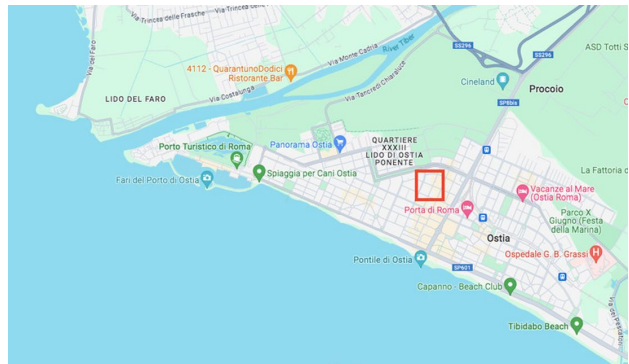 Via Trincea delle Frasche
Via Trincea
SS296
SS296
ASD Totti S
River Tiber
Via Monte Cadria
4112 - QuarantunoDodici
Ristorante Bar
Cineland
Via del Faro
LIDO DEL FARO
Via Costalunga
Via Tancredi Chiaraluce
Procoio
SP8bis
Porto Turistico di Roma
Panorama Ostia
QUARTIERE
XXXIII
LIDO DI OSTIA
PONENTE
Fari del Porto di Ostia
Spiaggia per Cani Ostia
La Fattoria d
Vacanze al Mare
(Ostia Roma)
Porta di Roma
Parco X
Giugno (Festa
della Marina)
Ostia
Ospedale G. B. Grassi
Pontile di Ostia
SP601
Capanno - Beach Club
Via dei Pescatori
Tibidabo Beach